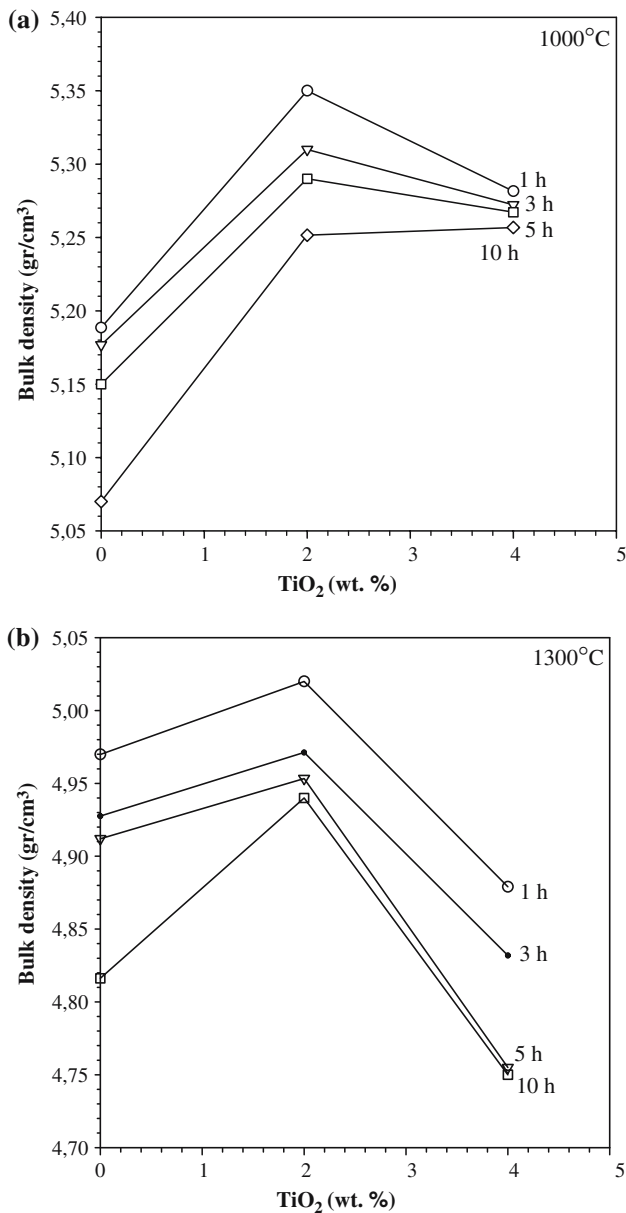 (a)
1000°C
5,40
5,35
5,30
5,25
5,20
5,15
5,10
5,05
Bulk density (gr/cm³)
1 h
3 h
5 h
10 h
0 1 2 3 4 5
TiO₂ (wt. %)
(b)
1300°C
5,05
5,00
4,95
4,90
4,85
4,80
4,75
4,70
Bulk density (gr/cm³)
1 h
3 h
5 h
10 h
0 1 2 3 4 5
TiO₂ (wt. %)